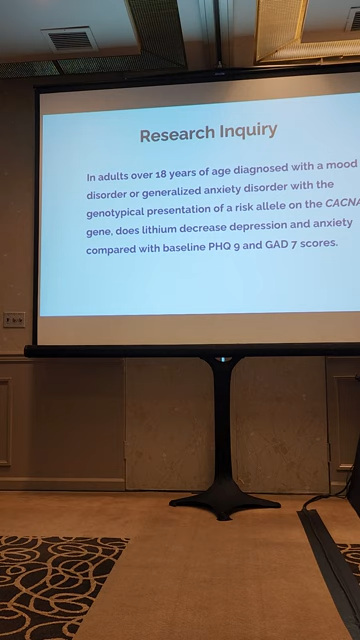 Research Inquiry
In adults over 18 years of age diagnosed with a mood
disorder or generalized anxiety disorder with the
genotypical presentation of a risk allele on the CACNA
gene, does lithium decrease depression and anxiety
compared with baseline PHQ 9 and GAD 7 scores.